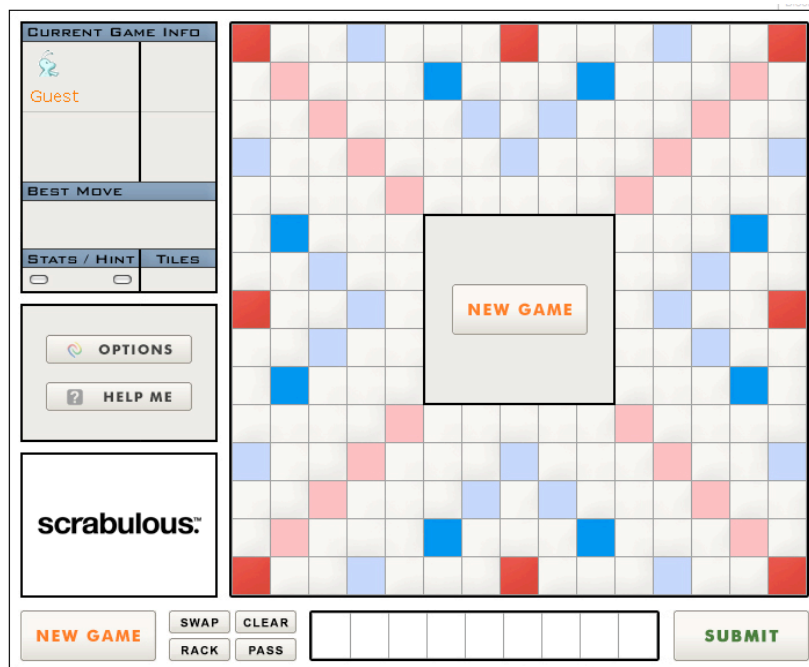 CURRENT GAME INFO
Guest
BEST MOVE
STATS / HINT
TILES
NEW GAME
OPTIONS
? HELP ME
scrabulous.™
NEW GAME
SWAP
CLEAR
RACK
PASS
SUBMIT